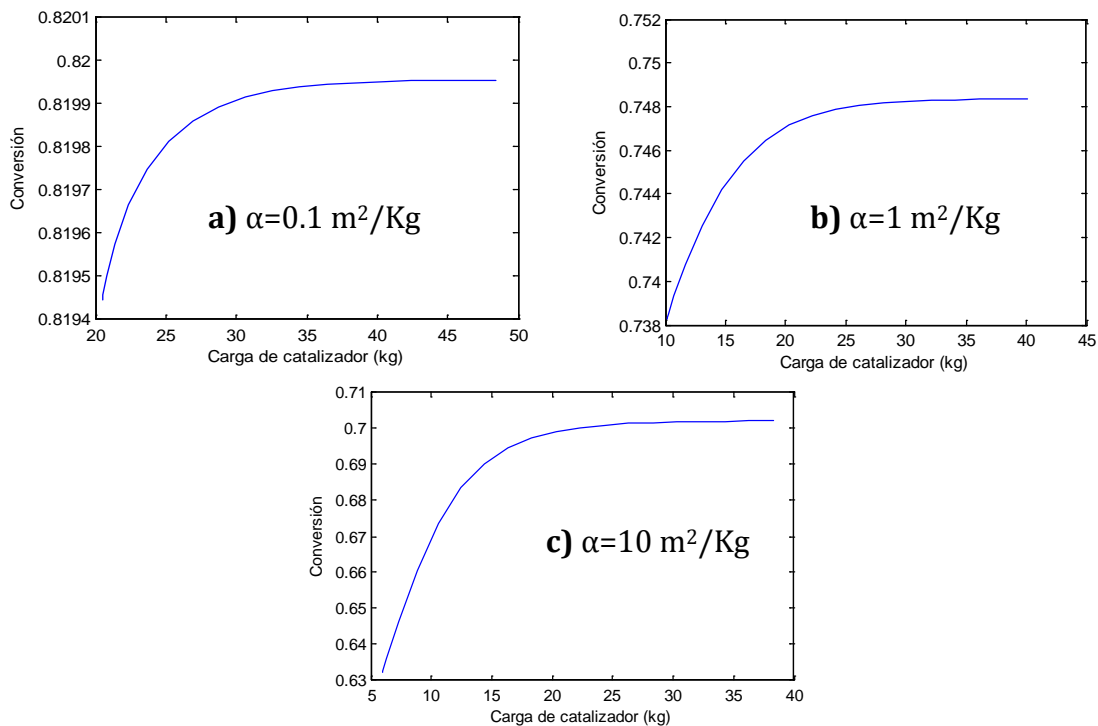 0.8201
0.82
0.8199
0.8198
0.8197
0.8196
0.8195
0.8194
Conversión
a) α=0.1 m²/Kg
20 25 30 35 40 45 50
Carga de catalizador (kg)
0.752
0.75
0.748
0.746
0.744
0.742
0.74
0.738
Conversión
b) α=1 m²/Kg
10 15 20 25 30 35 40 45
Carga de catalizador (kg)
0.71
0.7
0.69
0.68
0.67
0.66
0.65
0.64
0.63
Conversión
c) α=10 m²/Kg
5 10 15 20 25 30 35 40
Carga de catalizador (kg)